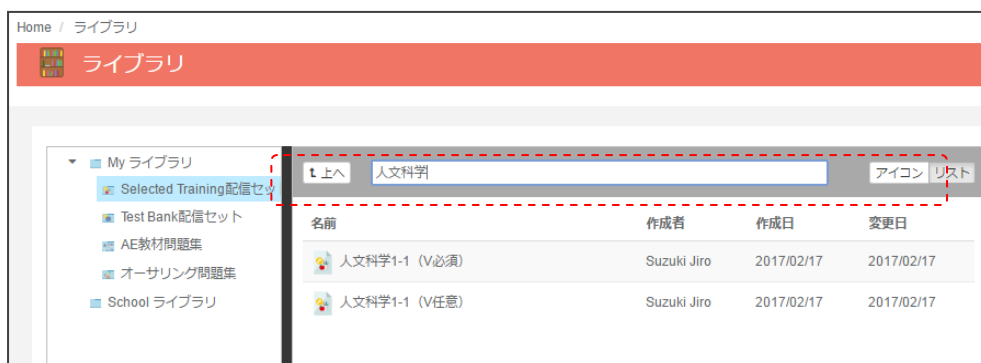 Home / ライブラリ
ライブラリ
My ライブラリ
Selected Training配信セッ
Test Bank配信セット
AE教材問題集
オーサリング問題集
School ライブラリ
上へ 人文科学 アイコン リスト
名前 作成者 作成日 変更日
人文科学1-1（V必須） Suzuki Jiro 2017/02/17 2017/02/17
人文科学1-1（V任意） Suzuki Jiro 2017/02/17 2017/02/17